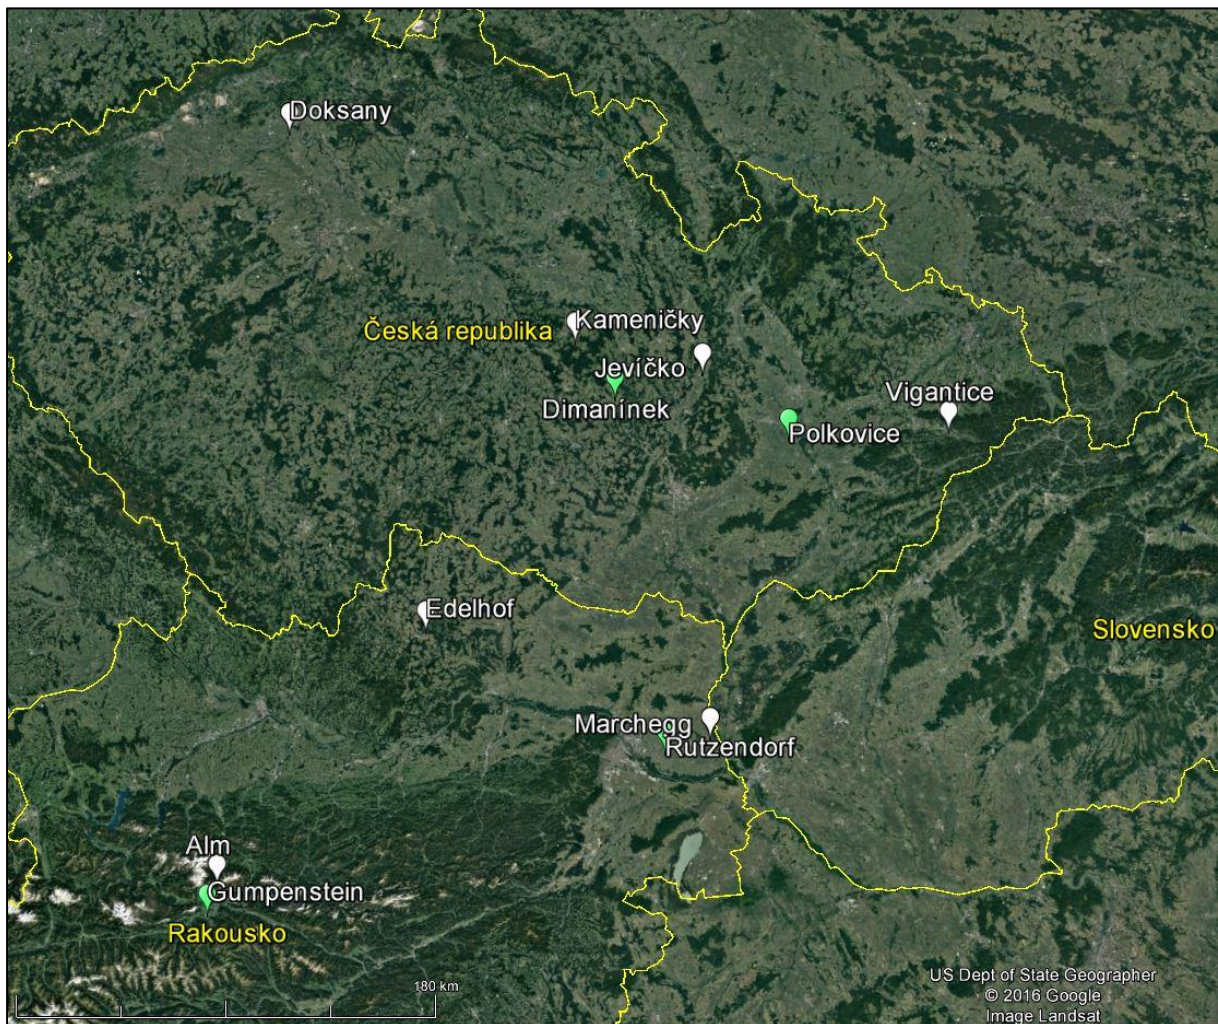 Doksany
Česká republika
Kameničky
Jevíčko
Dimanínek
Vigantice
Polkovice
Edelhof
Slovensko
Marchegg
Rutzendorf
Alm
Gumpenstein
Rakousko
180 km
US Dept of State Geographer
© 2016 Google
Image Landsat